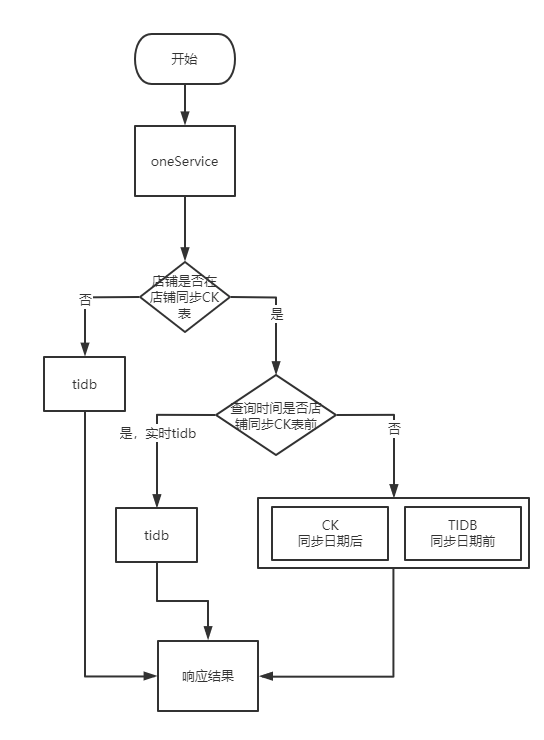 开始
oneService
店铺是否在
店铺同步CK
表
否
是
tidb
查询时间是否店
铺同步CK表前
是，实时tidb
否
tidb
CK
同步日期后
TIDB
同步日期前
响应结果